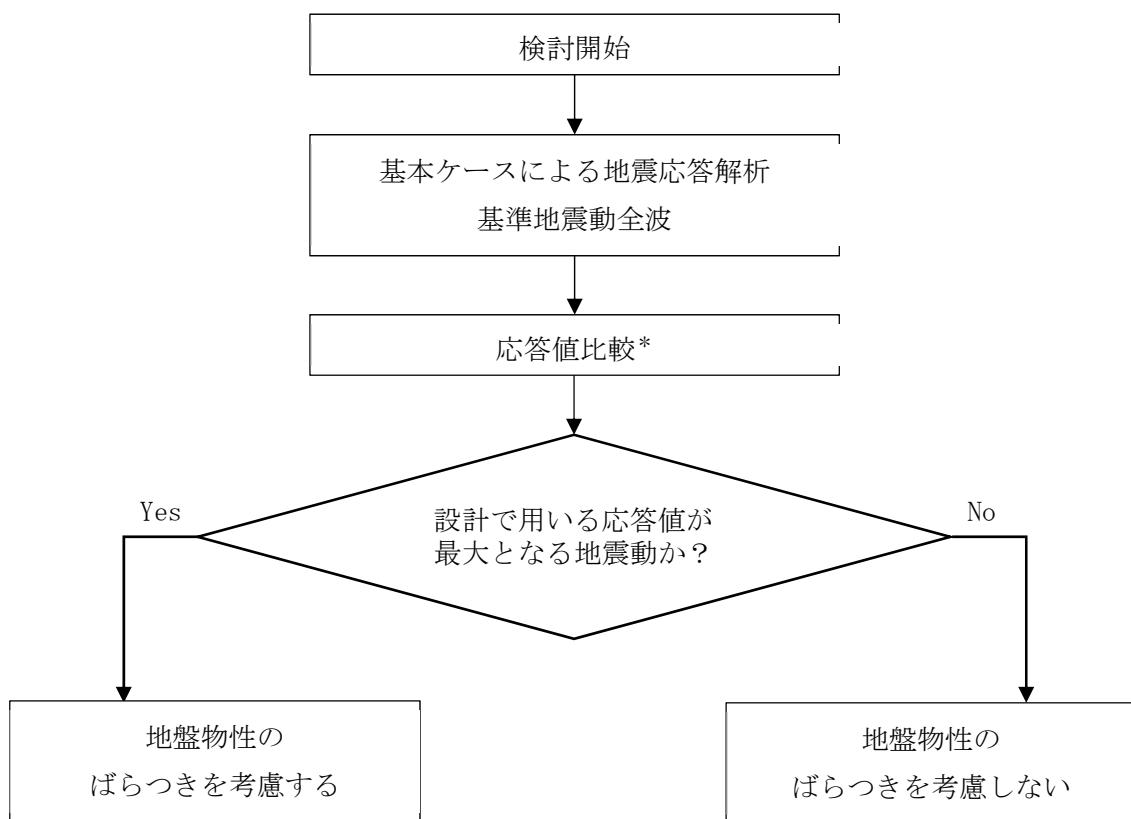 検討開始
基本ケースによる地震応答解析
基準地震動全波
応答値比較*
Yes
No
設計で用いる応答値が
最大となる地震動か？
地盤物性の
ばらつきを考慮する
地盤物性の
ばらつきを考慮しない